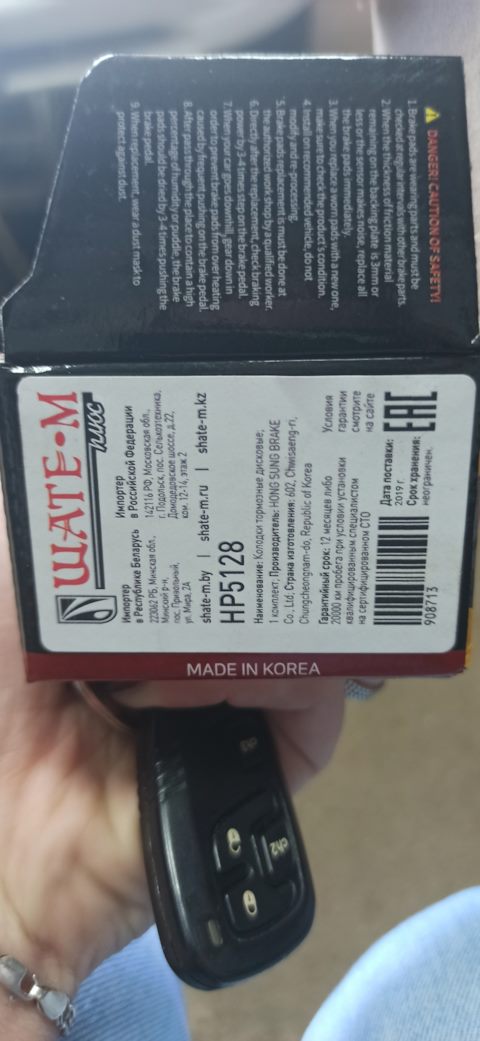 DANGER! CAUTION OF SAFETY!
1. Brake pads are wearing parts and must be
checked at regular intervals with other brake parts.
2. When the thickness of friction material
remaining on the backing plate is 3mm or
less or the sensor makes noise, replace all
the brake pads immediately.
3. When you replace a worn pads with a new one,
make sure to check the product's condition.
4. Install on recommended vehicle, do not
modify and re-processing.
5. Brake pads replacement is must be done at
the authorized work shop by a qualified worker.
6. Directly after the replacement, check braking
power by 3-4 times step on the brake pedal.
7. When your car goes downhill, gear down in
order to prevent brake pads from over heating
caused by frequent pushing on the brake pedal.
8. After pass through the place to contain a high
percentage of humidity or puddle, the brake
pads should be dried by 3-4 times pushing the
brake pedal.
9. When replacement, wear a dust mask to
protect against dust.
ШАТЕ-М
плюс
Импортер
в Республике Беларусь
223062 РБ, Минская обл.,
Минский р-н,
пос. Привольный,
ул. Мира, 2А
Импортер
в Российской Федерации
142116 РФ, Московская обл.,
г. Подольск, пос. Сельхозтехника,
Домодедовское шоссе, д.22,
ком. 12-14, этаж 2
shate-m.by | shate-m.ru | shate-m.kz
HP5128
Наименование: Колодки тормозные дисковые,
1 комплект. Производитель: HONG SUNG BRAKE
Co., Ltd. Страна изготовления: 602, Chwisaeng-ri,
Chungcheongnam-do, Republic of Korea
Гарантийный срок: 12 месяцев либо
20000 км пробега при условии установки
квалифицированным специалистом
на сертифицированном СТО
Условия
гарантии
смотрите
на сайте
908713
Дата поставки:
2019 г.
Срок хранения:
неограничен.
EAC
MADE IN KOREA
ch2